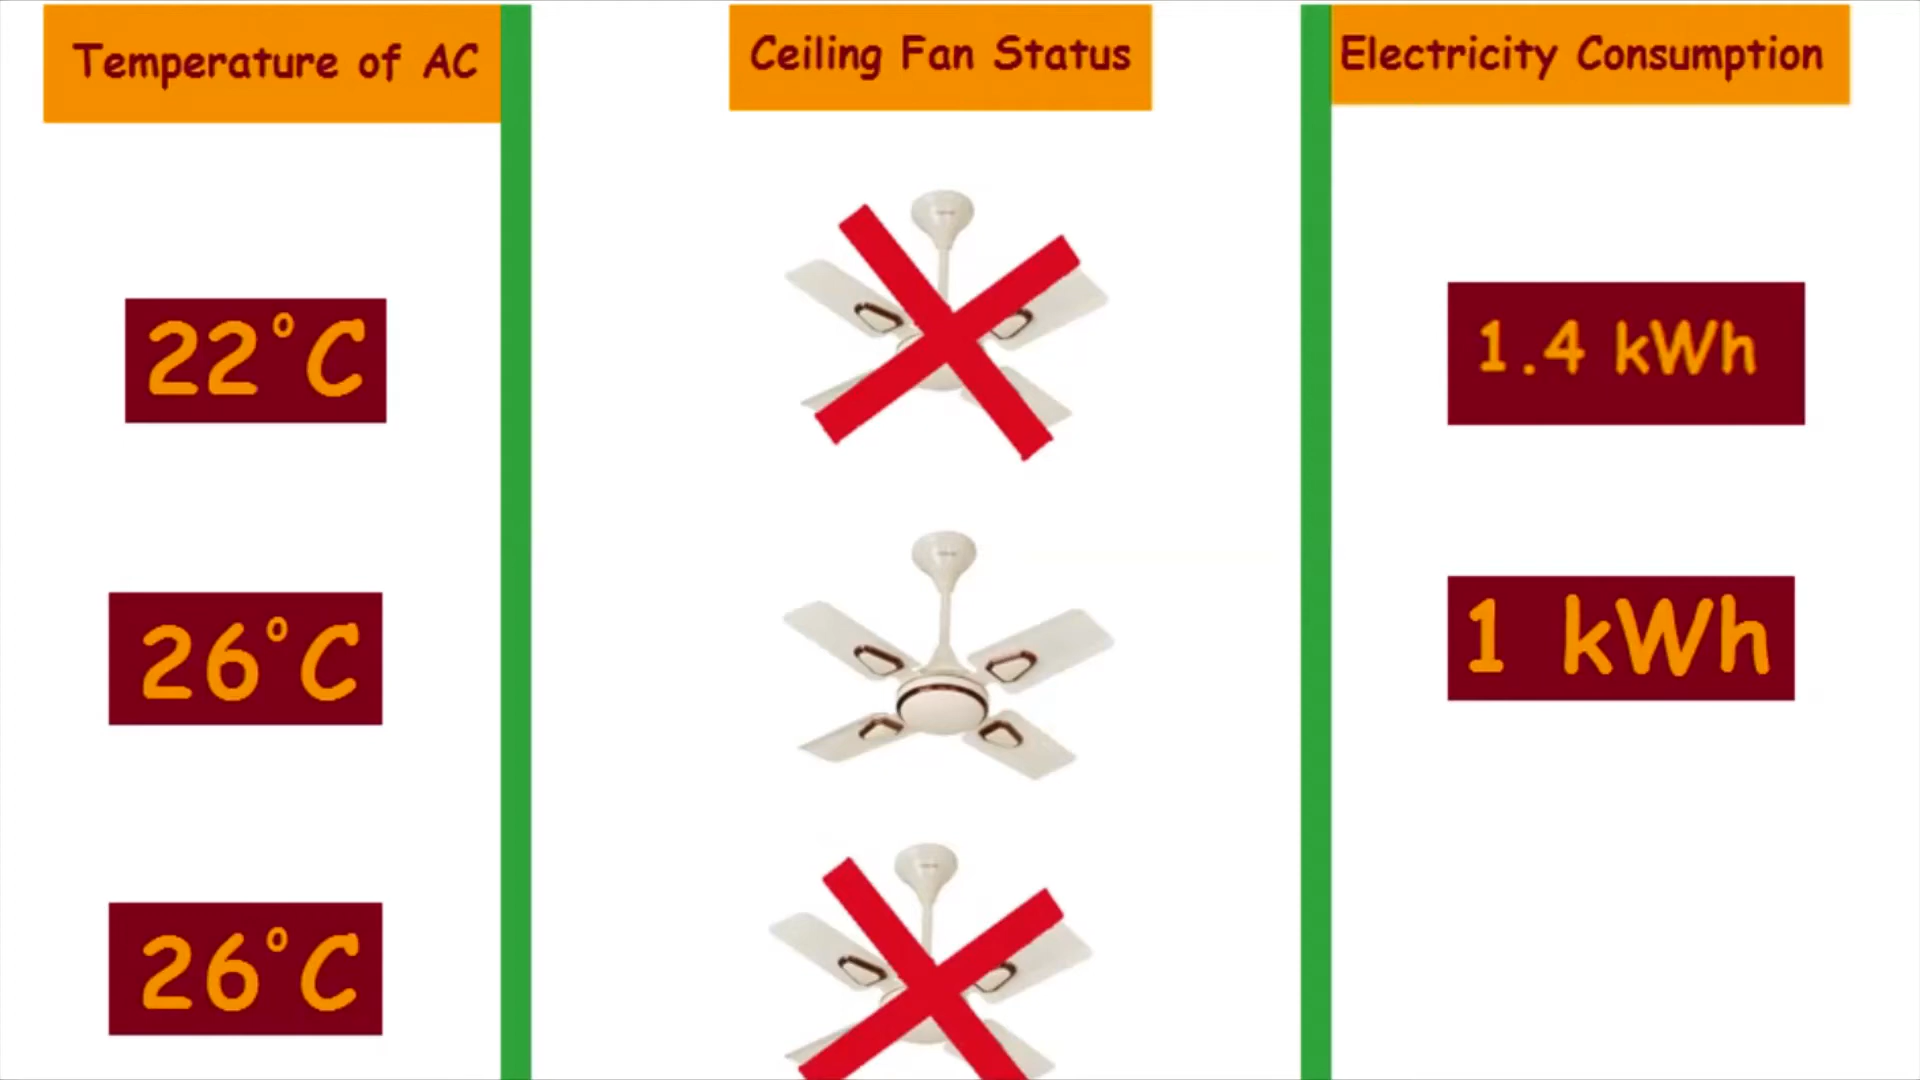 Temperature of AC
Ceiling Fan Status
Electricity Consumption
22°C
1.4 kWh
26°C
1 kWh
26°C